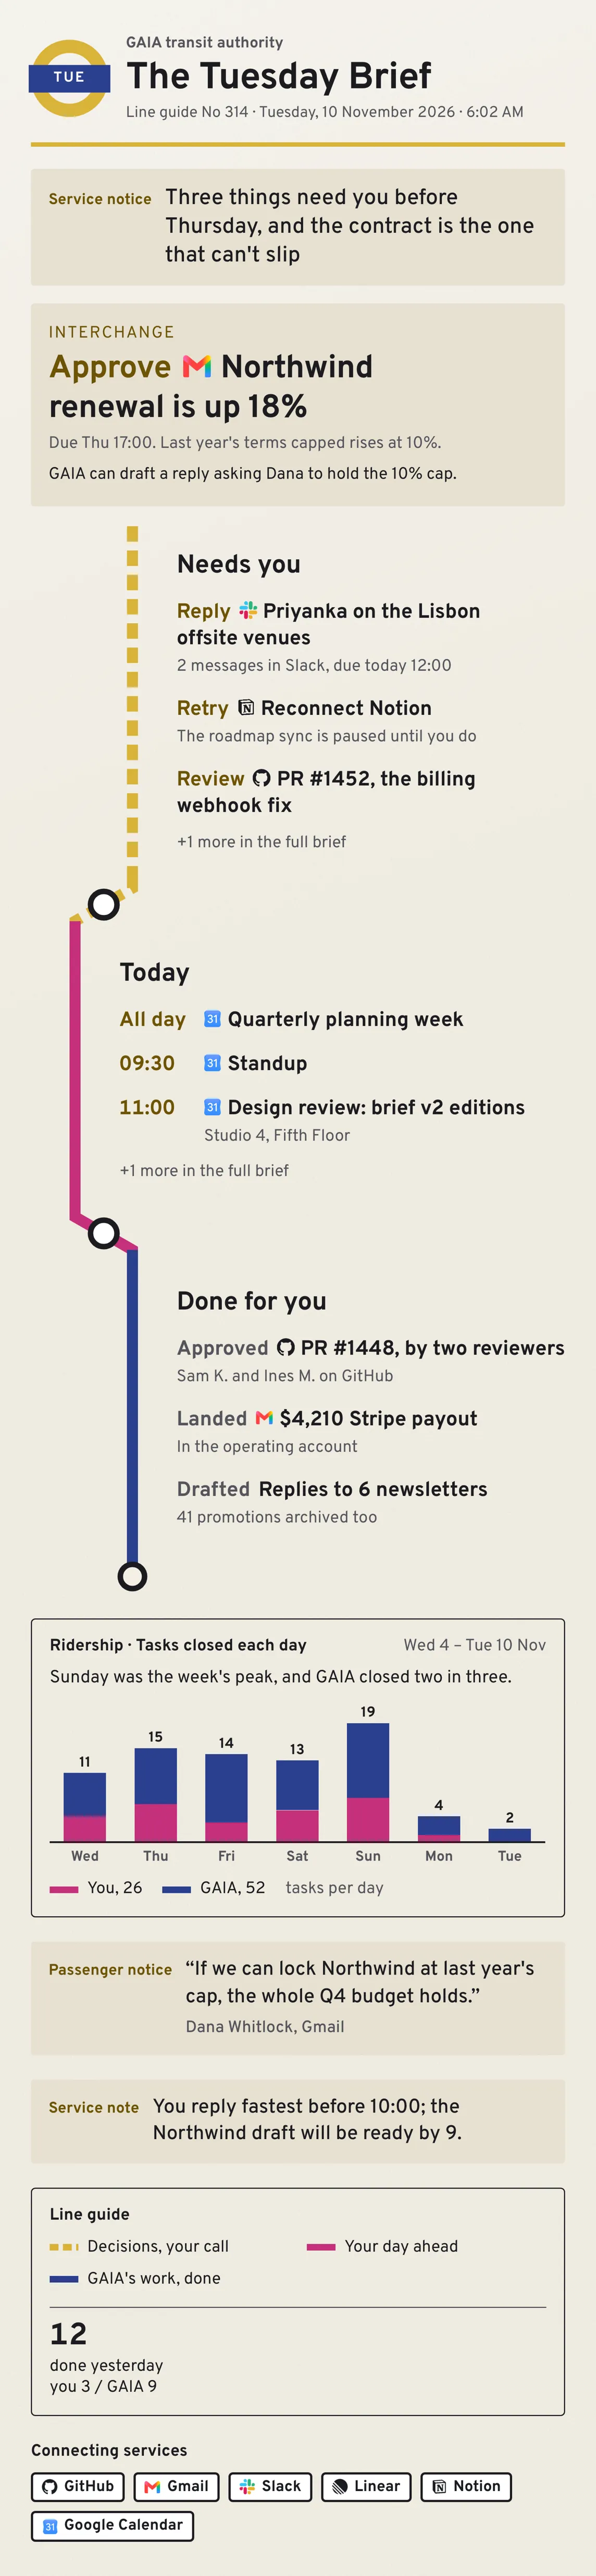 GAIA transit authority
TUE
The Tuesday Brief
Line guide No 314 · Tuesday, 10 November 2026 · 6:02 AM
Service notice
Three things need you before
Thursday, and the contract is the one
that can't slip
INTERCHANGE
Approve Northwind
renewal is up 18%
Due Thu 17:00. Last year's terms capped rises at 10%.
GAIA can draft a reply asking Dana to hold the 10% cap.
Needs you
Reply Priyanka on the Lisbon
offsite venues
2 messages in Slack, due today 12:00
Retry Reconnect Notion
The roadmap sync is paused until you do
Review PR #1452, the billing
webhook fix
+1 more in the full brief
Today
All day 31 Quarterly planning week
09:30 31 Standup
11:00 31 Design review: brief v2 editions
Studio 4, Fifth Floor
+1 more in the full brief
Done for you
Approved PR #1448, by two reviewers
Sam K. and Ines M. on GitHub
Landed $4,210 Stripe payout
In the operating account
Drafted Replies to 6 newsletters
41 promotions archived too
Ridership · Tasks closed each day
Wed 4 – Tue 10 Nov
Sunday was the week's peak, and GAIA closed two in three.
11 15 14 13 19 4 2
Wed Thu Fri Sat Sun Mon Tue
You, 26 GAIA, 52 tasks per day
Passenger notice
“If we can lock Northwind at last year's
cap, the whole Q4 budget holds.”
Dana Whitlock, Gmail
Service note
You reply fastest before 10:00; the
Northwind draft will be ready by 9.
Line guide
Decisions, your call
Your day ahead
GAIA's work, done
12
done yesterday
you 3 / GAIA 9
Connecting services
GitHub Gmail Slack Linear Notion
31 Google Calendar